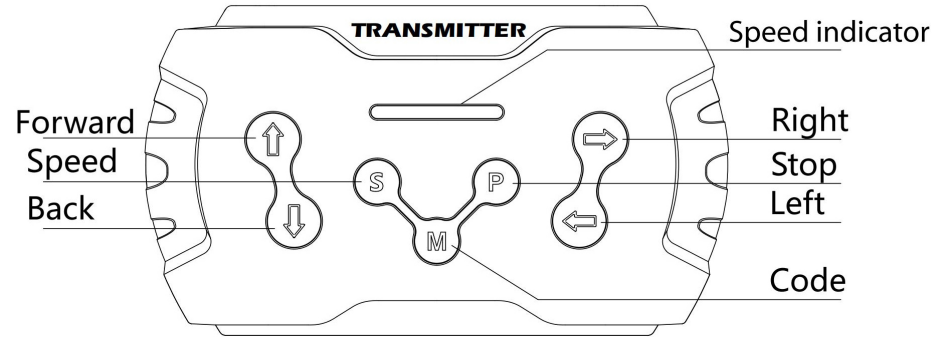 TRANSMITTER
Speed indicator
Forward
Right
Speed
S
P
Stop
Back
Left
M
Code